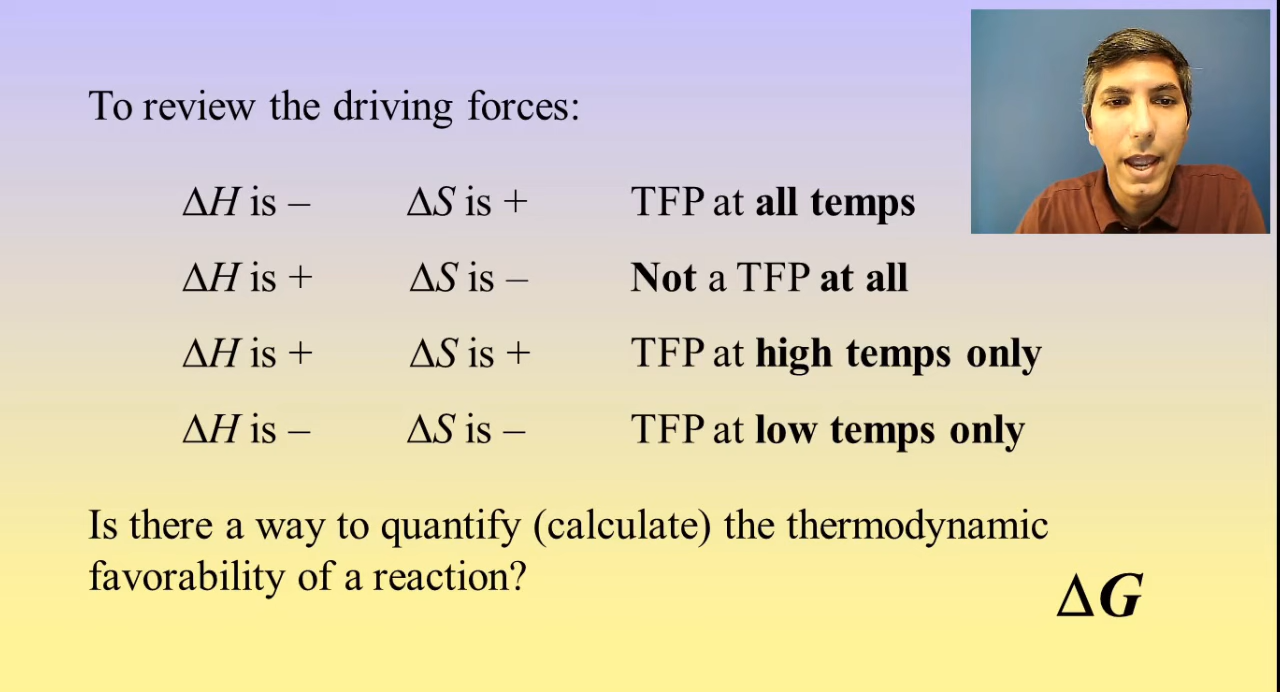 To review the driving forces:
ΔH is – ΔS is + TFP at all temps
ΔH is + ΔS is – Not a TFP at all
ΔH is + ΔS is + TFP at high temps only
ΔH is – ΔS is – TFP at low temps only
Is there a way to quantify (calculate) the thermodynamic
favorability of a reaction?
ΔG